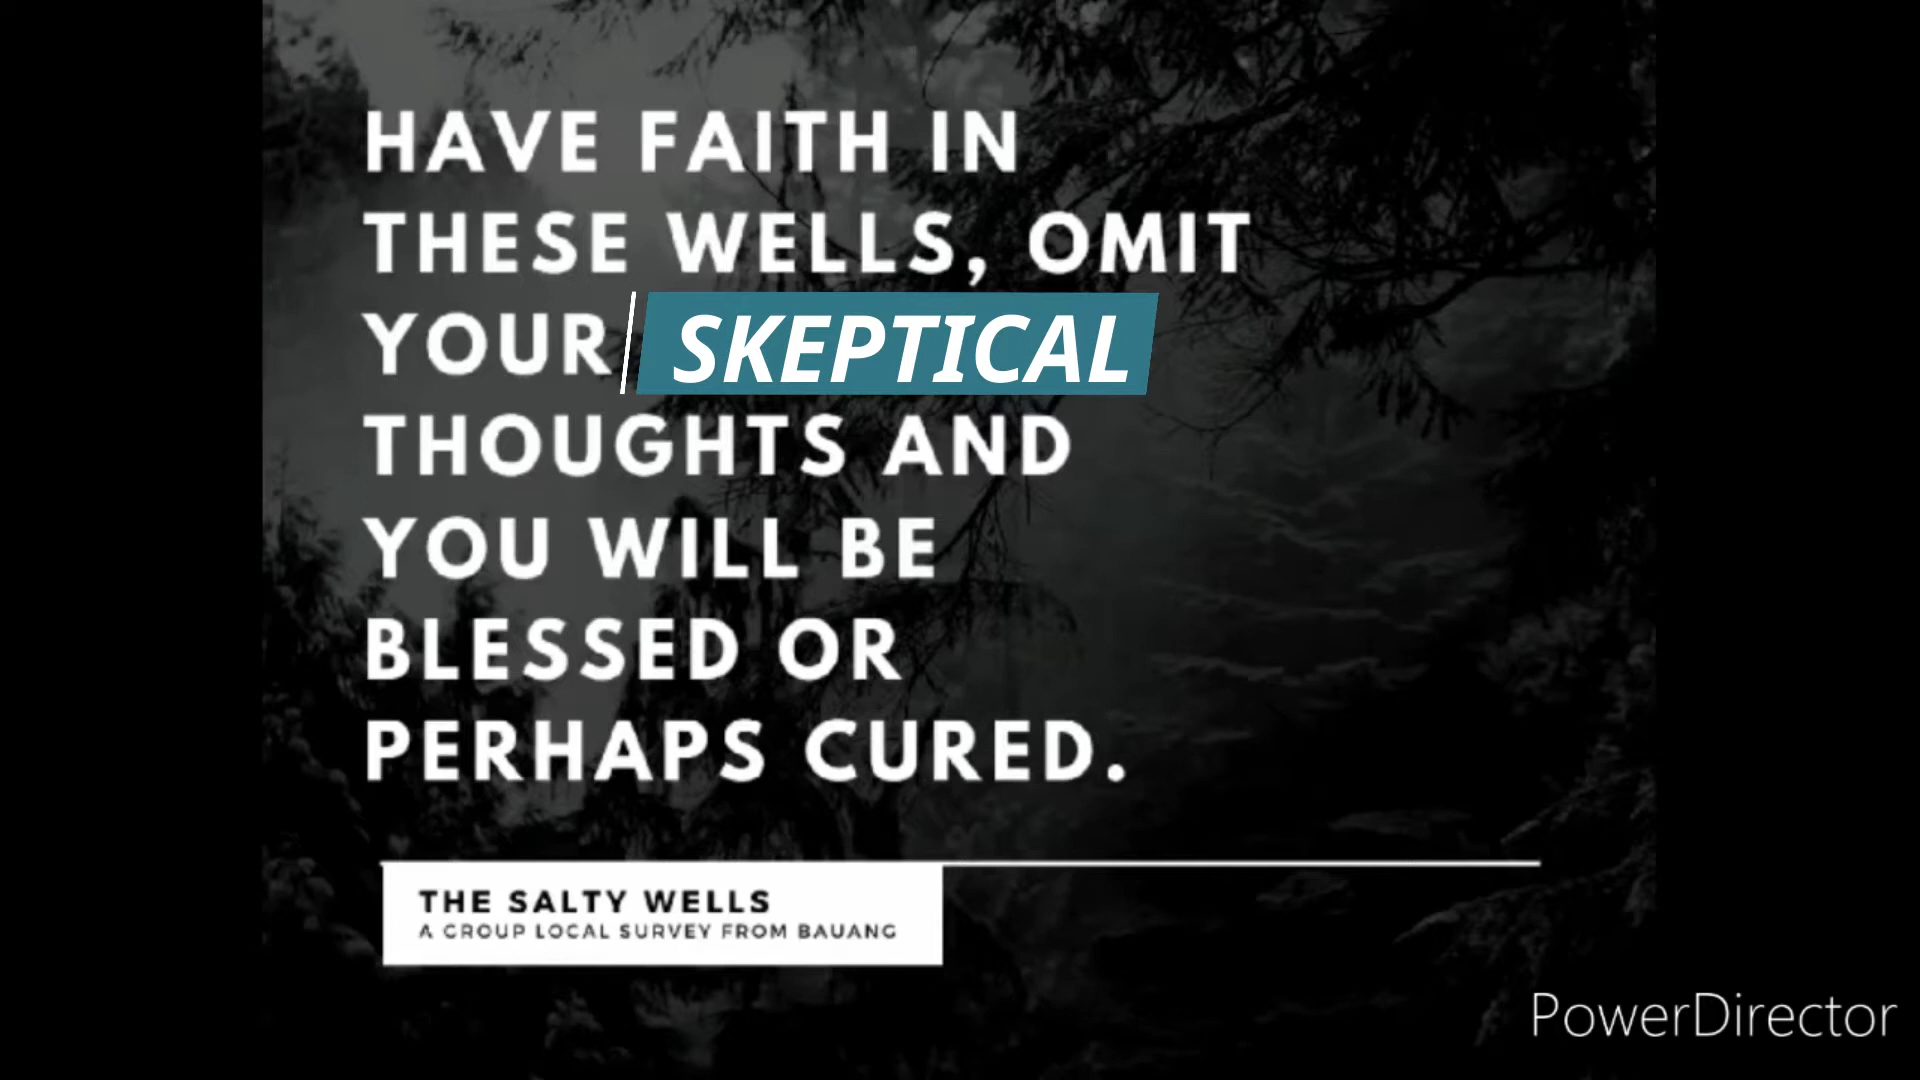 HAVE FAITH IN
THESE WELLS, OMIT
YOUR SKEPTICAL
THOUGHTS AND
YOU WILL BE
BLESSED OR
PERHAPS CURED.
THE SALTY WELLS
A GROUP LOCAL SURVEY FROM BAUANG
PowerDirector